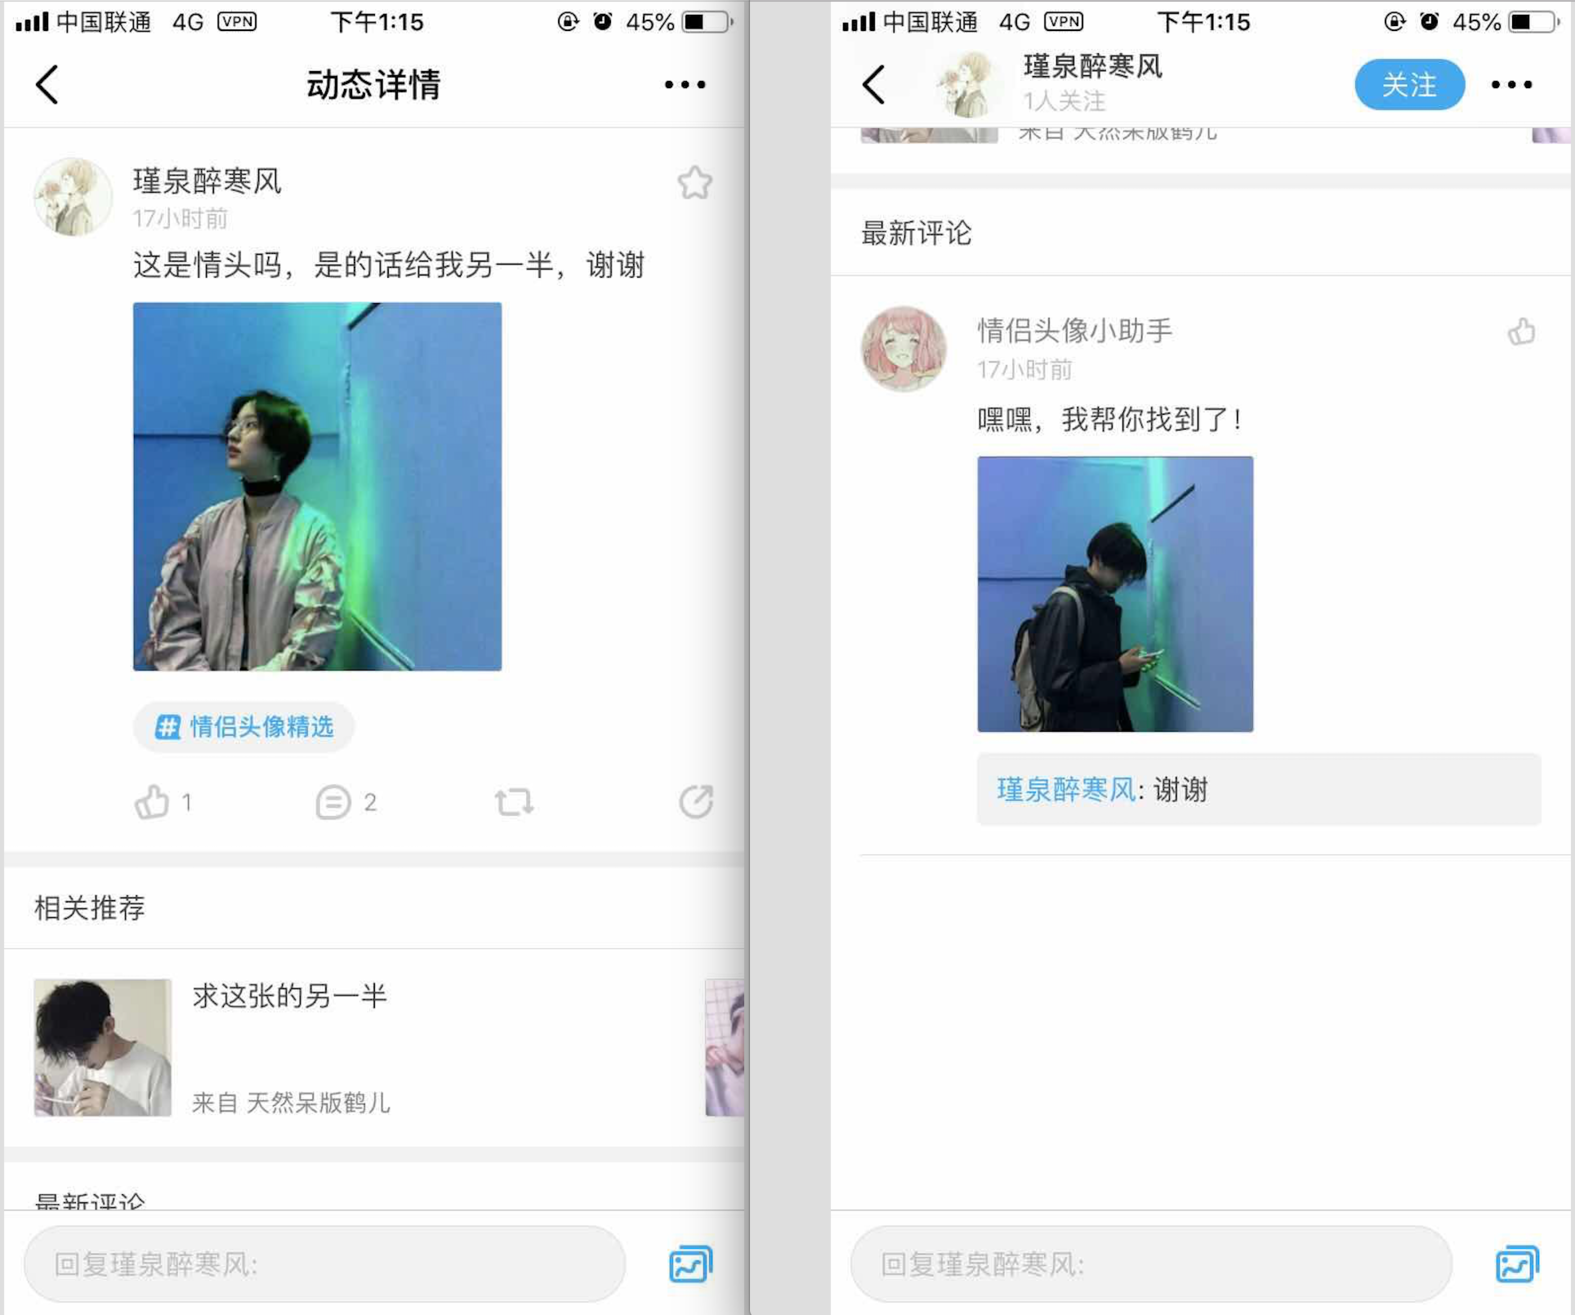 中国联通 4G VPN 下午1:15 45%
动态详情
瑾泉醉寒风
17小时前
这是情头吗，是的话给我另一半，谢谢
# 情侣头像精选
1
2
相关推荐
求这张的另一半
来自 天然呆版鹤儿
最新评论
回复瑾泉醉寒风:
中国联通 4G VPN 下午1:15 45%
瑾泉醉寒风
1人关注
关注
来自 天然呆版鹤儿
最新评论
情侣头像小助手
17小时前
嘿嘿，我帮你找到了！
瑾泉醉寒风: 谢谢
回复瑾泉醉寒风: